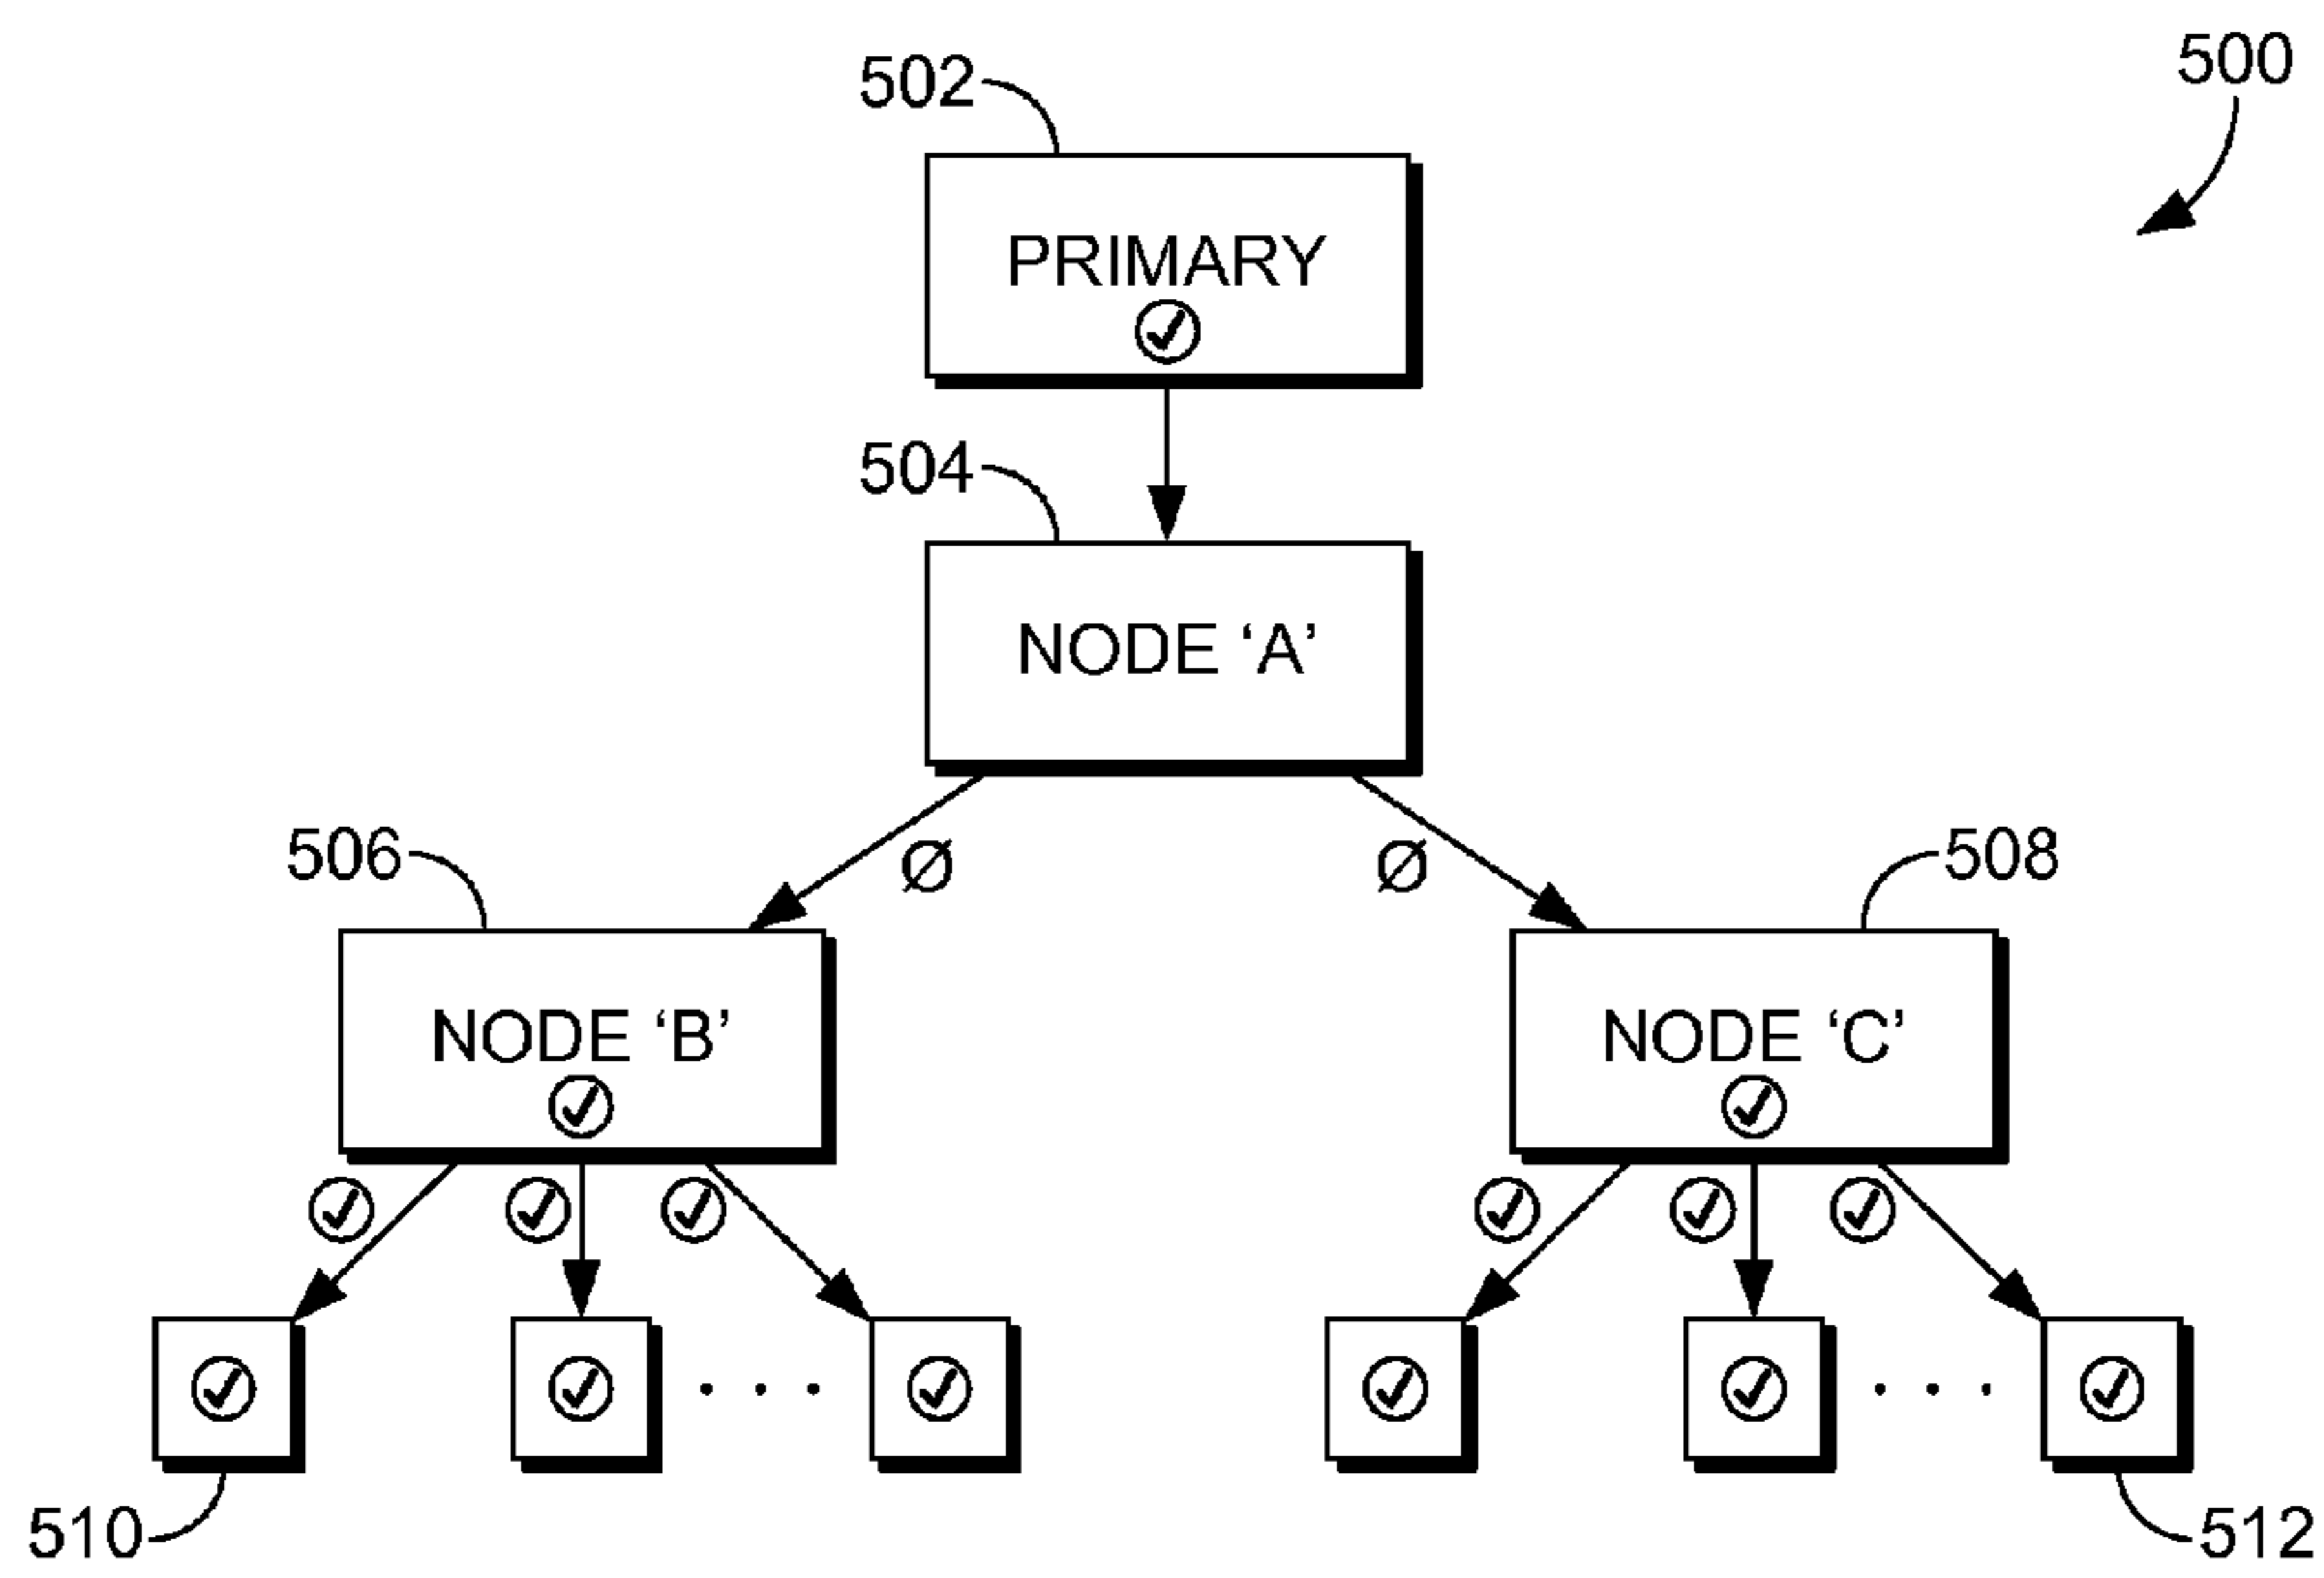 500
502
PRIMARY
✓
504
NODE ‘A’
Ø Ø
506
508
NODE ‘B’
✓
NODE ‘C’
✓
✓ ✓ ✓ ✓ ✓ ✓
✓ ✓ . . . ✓ ✓ ✓ . . . ✓
510
512